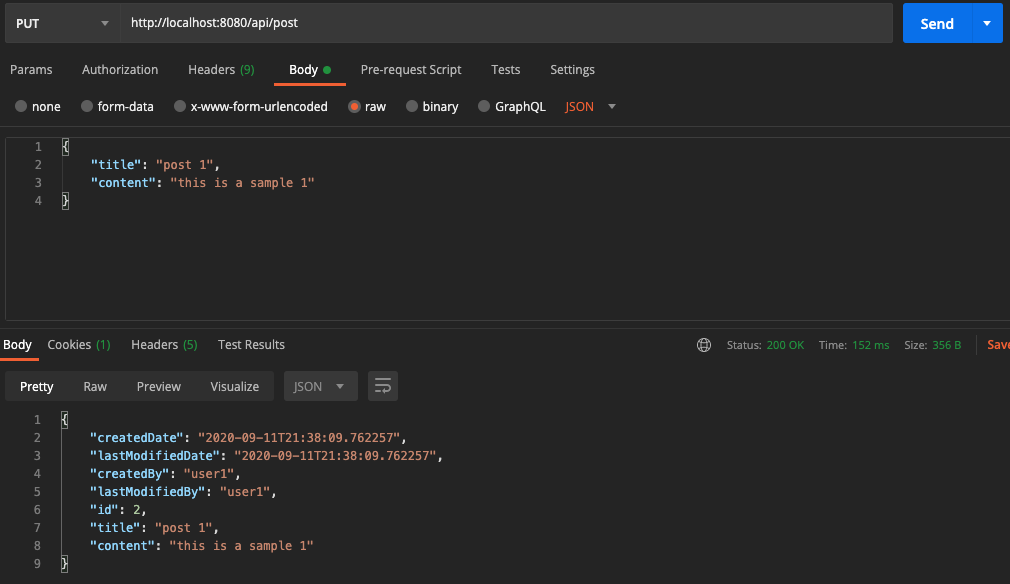 PUT http://localhost:8080/api/post Send
Params Authorization Headers (9) Body Pre-request Script Tests Settings
none form-data x-www-form-urlencoded raw binary GraphQL JSON
1 {
2 "title": "post 1",
3 "content": "this is a sample 1"
4 }
Body Cookies (1) Headers (5) Test Results Status: 200 OK Time: 152 ms Size: 356 B Save
Pretty Raw Preview Visualize JSON
1 {
2 "createdDate": "2020-09-11T21:38:09.762257",
3 "lastModifiedDate": "2020-09-11T21:38:09.762257",
4 "createdBy": "user1",
5 "lastModifiedBy": "user1",
6 "id": 2,
7 "title": "post 1",
8 "content": "this is a sample 1"
9 }